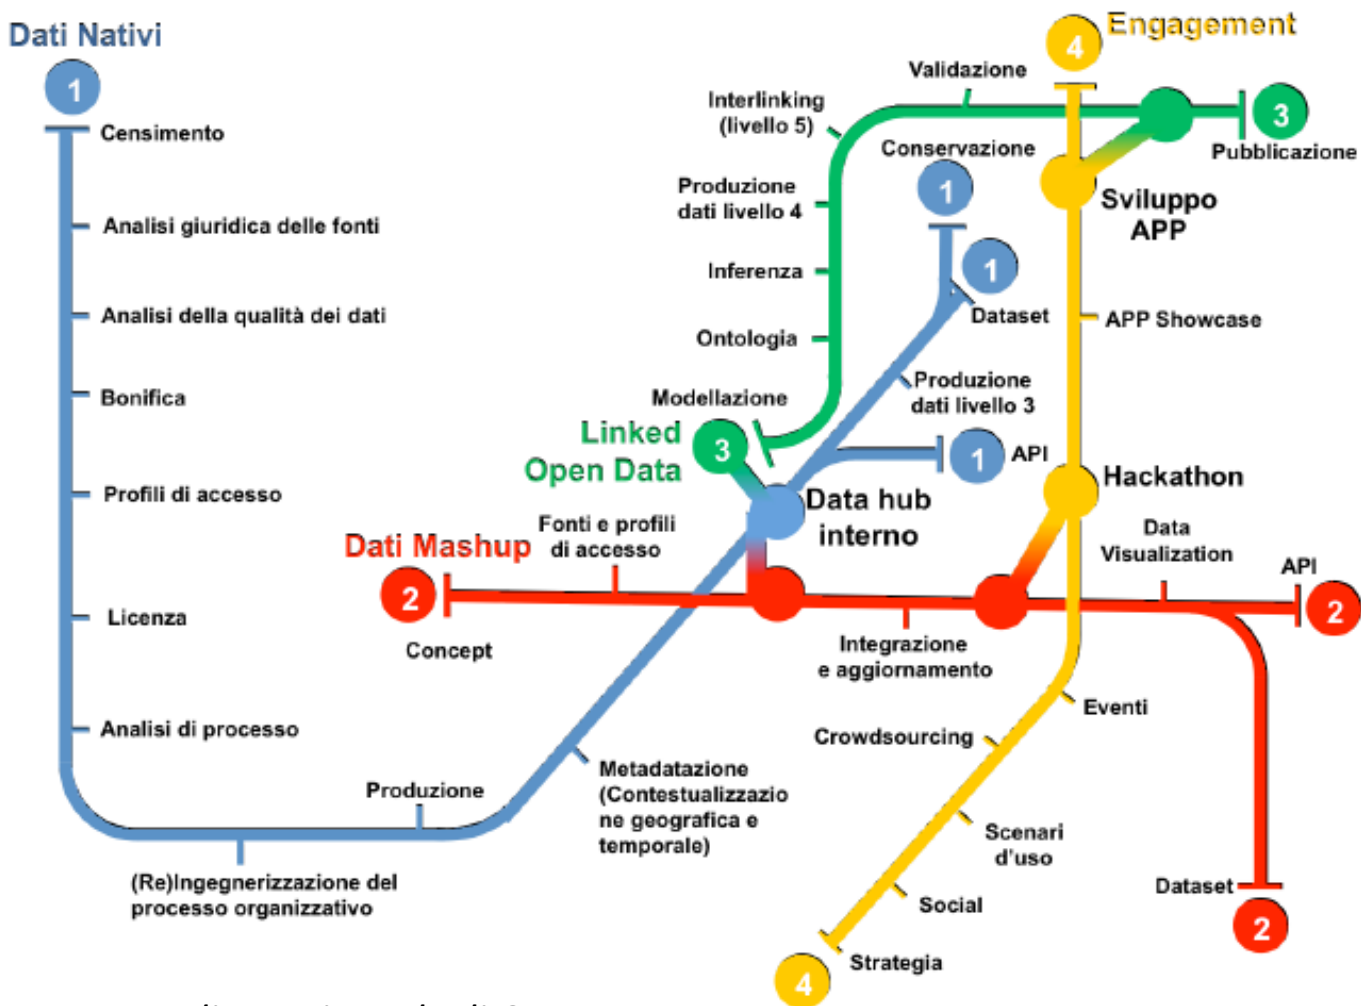 Dati Nativi
1
Censimento
Analisi giuridica delle fonti
Analisi della qualità dei dati
Bonifica
Profili di accesso
Licenza
Analisi di processo
(Re)Ingegnerizzazione del
processo organizzativo
Produzione
Metadatazione
(Contestualizzazio
ne geografica e
temporale)
Data hub
interno
API
1
Produzione
dati livello 3
Dataset
1
Conservazione
1
Dati Mashup
2
Concept
Fonti e profili
di accesso
Integrazione
e aggiornamento
Data
Visualization
API
2
Dataset
2
Linked
Open Data
3
Modellazione
Ontologia
Inferenza
Produzione
dati livello 4
Interlinking
(livello 5)
Validazione
3
Pubblicazione
Engagement
4
Sviluppo
APP
APP Showcase
Hackathon
Eventi
Crowdsourcing
Scenari
d'uso
Social
Strategia
4